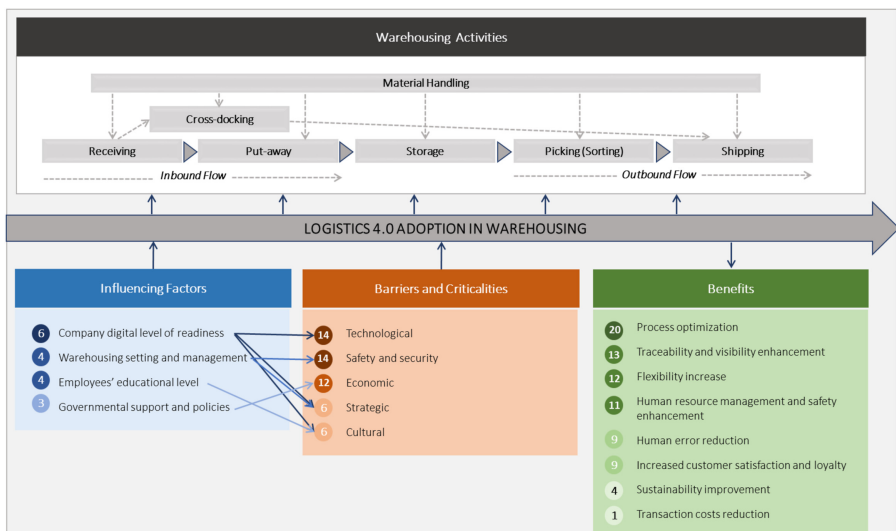 Warehousing Activities
Material Handling
Cross-docking
Receiving
Put-away
Storage
Picking (Sorting)
Shipping
Inbound Flow
Outbound Flow
LOGISTICS 4.0 ADOPTION IN WAREHOUSING
Influencing Factors
6 Company digital level of readiness
4 Warehousing setting and management
4 Employees' educational level
3 Governmental support and policies
Barriers and Criticalities
14 Technological
14 Safety and security
12 Economic
6 Strategic
6 Cultural
Benefits
20 Process optimization
13 Traceability and visibility enhancement
12 Flexibility increase
11 Human resource management and safety
enhancement
9 Human error reduction
9 Increased customer satisfaction and loyalty
4 Sustainability improvement
1 Transaction costs reduction